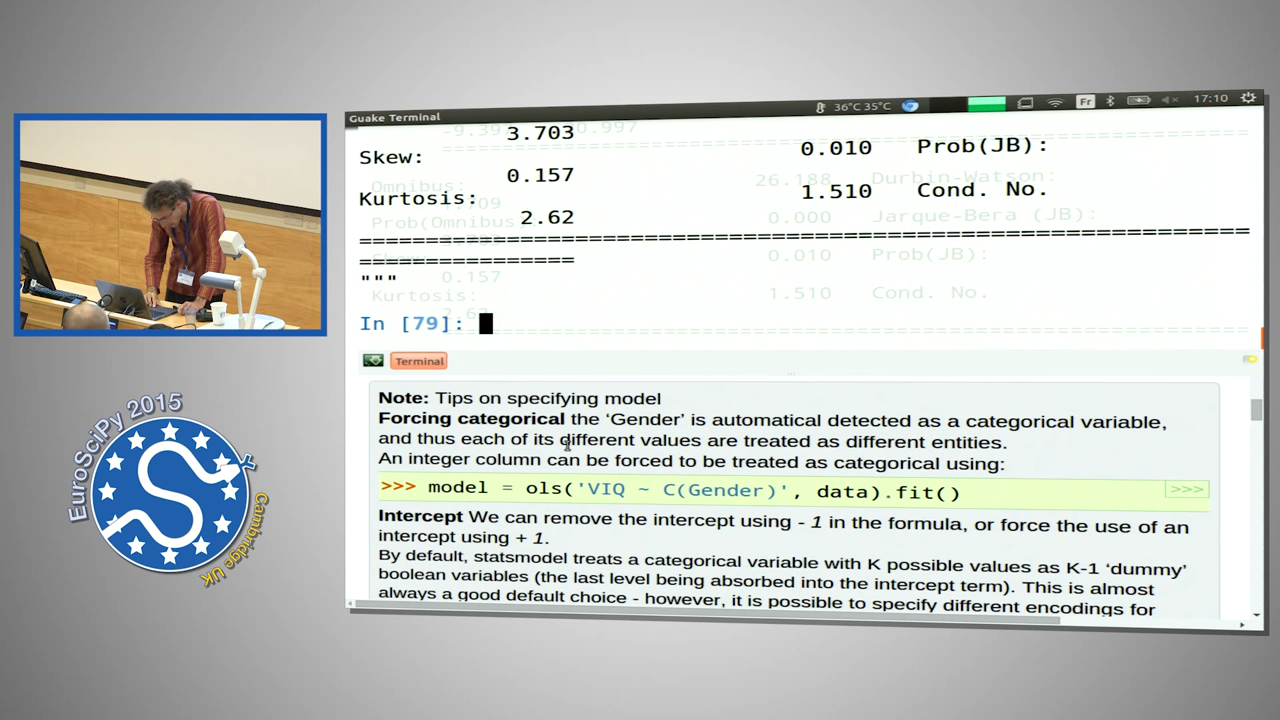 36°C 35°C Fr 17:10
Guake Terminal
-9.39 0.997
3.703
Skew: 0.010 Prob(JB):
0.157
Omnibus: 26.188 Durbin-Watson:
Kurtosis: 1.510 Cond. No.
.709
Prob(Omnibus): 0.000 Jarque-Bera (JB):
2.62
==========
Skew: 0.010 Prob(JB):
==========
"""
0.157
Kurtosis: 1.510 Cond. No.
In [79]:
Terminal
Note: Tips on specifying model
Forcing categorical the ‘Gender’ is automatical detected as a categorical variable,
and thus each of its different values are treated as different entities.
An integer column can be forced to be treated as categorical using:
>>> model = ols('VIQ ~ C(Gender)', data).fit()
>>>
Intercept We can remove the intercept using - 1 in the formula, or force the use of an
intercept using + 1.
By default, statsmodel treats a categorical variable with K possible values as K-1 ‘dummy’
boolean variables (the last level being absorbed into the intercept term). This is almost
always a good default choice - however, it is possible to specify different encodings for
EuroSciPy 2015
Cambridge UK